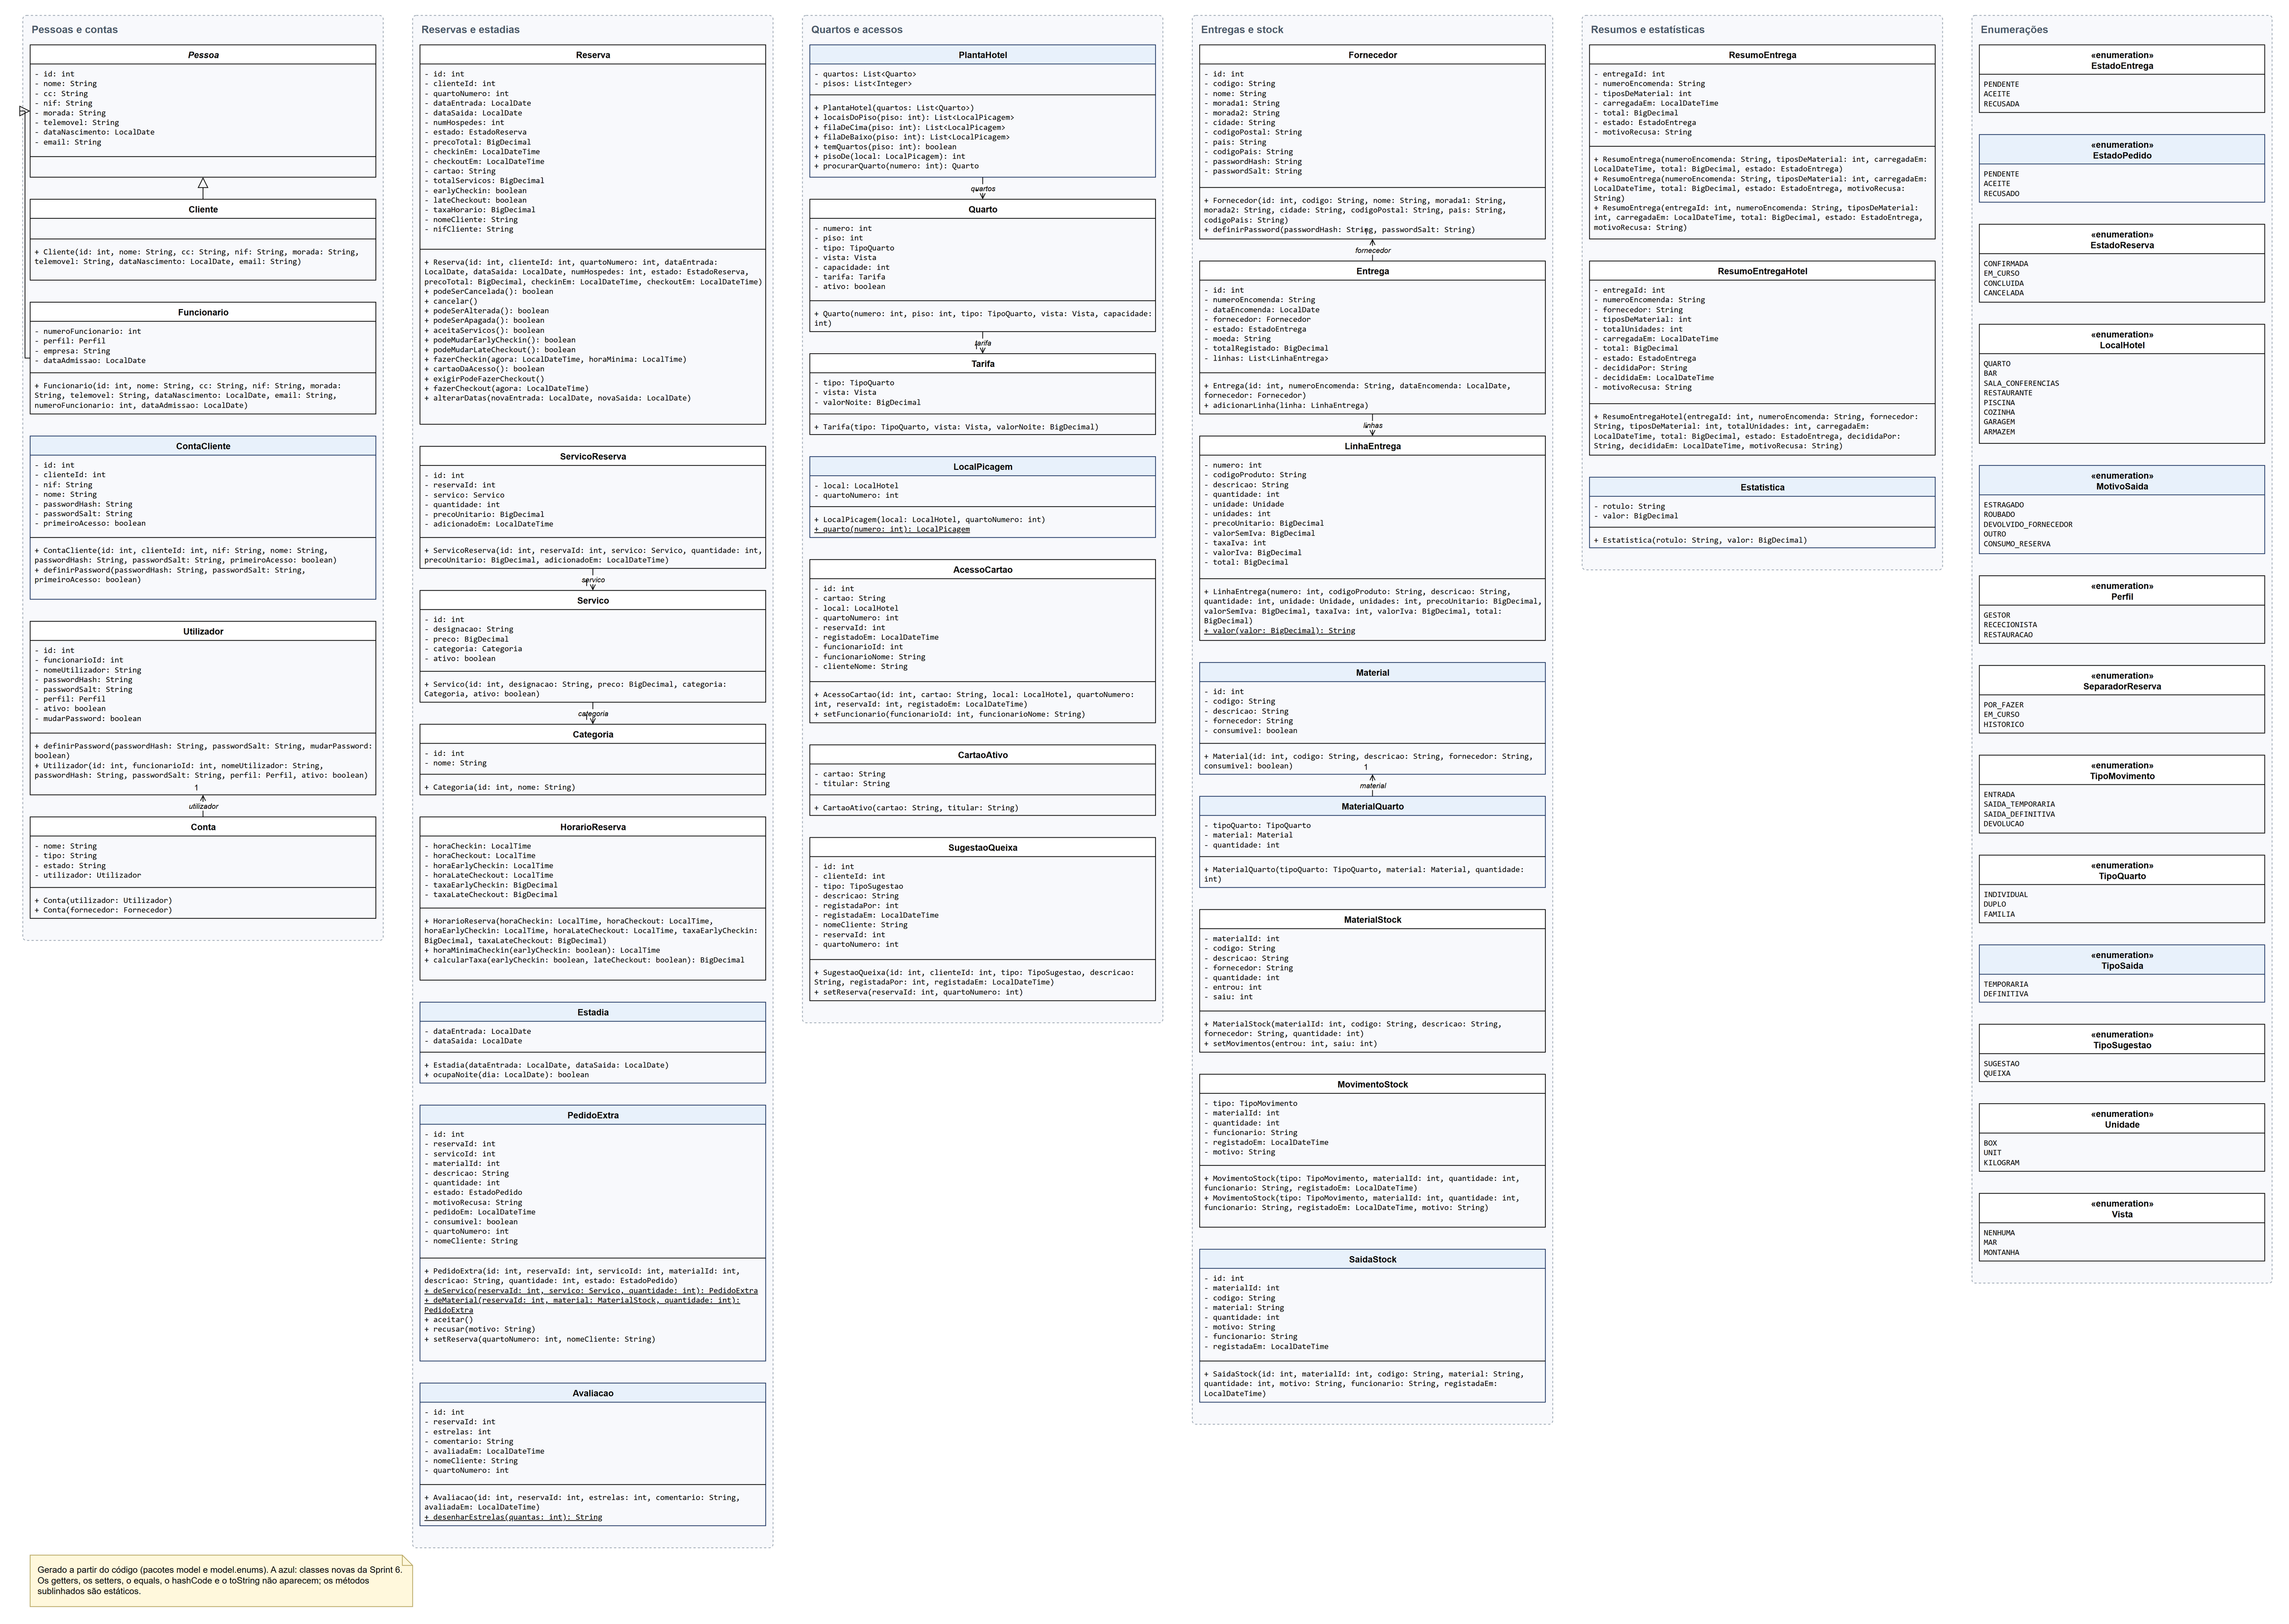 Pessoas e contas
Pessoa
- id: int
- nome: String
- cc: String
- nif: String
- morada: String
- telemovel: String
- dataNascimento: LocalDate
- email: String
Cliente
+ Cliente(id: int, nome: String, cc: String, nif: String, morada: String,
telemovel: String, dataNascimento: LocalDate, email: String)
Funcionario
- numeroFuncionario: int
- perfil: Perfil
- empresa: String
- dataAdmissao: LocalDate
+ Funcionario(id: int, nome: String, cc: String, nif: String, morada:
String, telemovel: String, dataNascimento: LocalDate, email: String,
numeroFuncionario: int, dataAdmissao: LocalDate)
ContaCliente
- id: int
- clienteId: int
- nif: String
- nome: String
- passwordHash: String
- passwordSalt: String
- primeiroAcesso: boolean
+ ContaCliente(id: int, clienteId: int, nif: String, nome: String,
passwordHash: String, passwordSalt: String, primeiroAcesso: boolean)
+ definirPassword(passwordHash: String, passwordSalt: String,
primeiroAcesso: boolean)
Utilizador
- id: int
- funcionarioId: int
- nomeUtilizador: String
- passwordHash: String
- passwordSalt: String
- perfil: Perfil
- ativo: boolean
- mudarPassword: boolean
+ definirPassword(passwordHash: String, passwordSalt: String, mudarPassword:
boolean)
+ Utilizador(id: int, funcionarioId: int, nomeUtilizador: String,
passwordHash: String, passwordSalt: String, perfil: Perfil, ativo: boolean)
1
utilizador
Conta
- nome: String
- tipo: String
- estado: String
- utilizador: Utilizador
+ Conta(utilizador: Utilizador)
+ Conta(fornecedor: Fornecedor)
Reservas e estadias
Reserva
- id: int
- clienteId: int
- quartoNumero: int
- dataEntrada: LocalDate
- dataSaida: LocalDate
- numHospedes: int
- estado: EstadoReserva
- precoTotal: BigDecimal
- checkinEm: LocalDateTime
- checkoutEm: LocalDateTime
- cartao: String
- totalServicos: BigDecimal
- earlyCheckin: boolean
- lateCheckout: boolean
- taxaHorario: BigDecimal
- nomeCliente: String
- nifCliente: String
+ Reserva(id: int, clienteId: int, quartoNumero: int, dataEntrada:
LocalDate, dataSaida: LocalDate, numHospedes: int, estado: EstadoReserva,
precoTotal: BigDecimal, checkinEm: LocalDateTime, checkoutEm: LocalDateTime)
+ podeSerCancelada(): boolean
+ cancelar()
+ podeSerAlterada(): boolean
+ podeSerApagada(): boolean
+ aceitaServicos(): boolean
+ podeMudarEarlyCheckin(): boolean
+ podeMudarLateCheckout(): boolean
+ fazerCheckin(agora: LocalDateTime, horaMinima: LocalTime)
+ cartaoDaAcesso(): boolean
+ exigirPodeFazerCheckout()
+ fazerCheckout(agora: LocalDateTime)
+ alterarDatas(novaEntrada: LocalDate, novaSaida: LocalDate)
ServicoReserva
- id: int
- reservaId: int
- servico: Servico
- quantidade: int
- precoUnitario: BigDecimal
- adicionadoEm: LocalDateTime
+ ServicoReserva(id: int, reservaId: int, servico: Servico, quantidade: int,
precoUnitario: BigDecimal, adicionadoEm: LocalDateTime)
servico
Servico
- id: int
- designacao: String
- preco: BigDecimal
- categoria: Categoria
- ativo: boolean
+ Servico(id: int, designacao: String, preco: BigDecimal, categoria:
Categoria, ativo: boolean)
categoria
Categoria
- id: int
- nome: String
+ Categoria(id: int, nome: String)
HorarioReserva
- horaCheckin: LocalTime
- horaCheckout: LocalTime
- horaEarlyCheckin: LocalTime
- horaLateCheckout: LocalTime
- taxaEarlyCheckin: BigDecimal
- taxaLateCheckout: BigDecimal
+ HorarioReserva(horaCheckin: LocalTime, horaCheckout: LocalTime,
horaEarlyCheckin: LocalTime, horaLateCheckout: LocalTime, taxaEarlyCheckin:
BigDecimal, taxaLateCheckout: BigDecimal)
+ horaMinimaCheckin(earlyCheckin: boolean): LocalTime
+ calcularTaxa(earlyCheckin: boolean, lateCheckout: boolean): BigDecimal
Estadia
- dataEntrada: LocalDate
- dataSaida: LocalDate
+ Estadia(dataEntrada: LocalDate, dataSaida: LocalDate)
+ ocupaNoite(dia: LocalDate): boolean
PedidoExtra
- id: int
- reservaId: int
- servicoId: int
- materialId: int
- descricao: String
- quantidade: int
- estado: EstadoPedido
- motivoRecusa: String
- pedidoEm: LocalDateTime
- consumivel: boolean
- quartoNumero: int
- nomeCliente: String
+ PedidoExtra(id: int, reservaId: int, servicoId: int, materialId: int,
descricao: String, quantidade: int, estado: EstadoPedido)
+ deServico(reservaId: int, servico: Servico, quantidade: int): PedidoExtra
+ deMaterial(reservaId: int, material: MaterialStock, quantidade: int):
PedidoExtra
+ aceitar()
+ recusar(motivo: String)
+ setReserva(quartoNumero: int, nomeCliente: String)
Avaliacao
- id: int
- reservaId: int
- estrelas: int
- comentario: String
- avaliadaEm: LocalDateTime
- nomeCliente: String
- quartoNumero: int
+ Avaliacao(id: int, reservaId: int, estrelas: int, comentario: String,
avaliadaEm: LocalDateTime)
+ desenharEstrelas(quantas: int): String
Quartos e acessos
PlantaHotel
- quartos: List<Quarto>
- pisos: List<Integer>
+ PlantaHotel(quartos: List<Quarto>)
+ locaisDoPiso(piso: int): List<LocalPicagem>
+ filaDeCima(piso: int): List<LocalPicagem>
+ filaDeBaixo(piso: int): List<LocalPicagem>
+ temQuartos(piso: int): boolean
+ pisoDe(local: LocalPicagem): int
+ procurarQuarto(numero: int): Quarto
quartos
Quarto
- numero: int
- piso: int
- tipo: TipoQuarto
- vista: Vista
- capacidade: int
- tarifa: Tarifa
- ativo: boolean
+ Quarto(numero: int, piso: int, tipo: TipoQuarto, vista: Vista, capacidade:
int)
tarifa
Tarifa
- tipo: TipoQuarto
- vista: Vista
- valorNoite: BigDecimal
+ Tarifa(tipo: TipoQuarto, vista: Vista, valorNoite: BigDecimal)
LocalPicagem
- local: LocalHotel
- quartoNumero: int
+ LocalPicagem(local: LocalHotel, quartoNumero: int)
+ quarto(numero: int): LocalPicagem
AcessoCartao
- id: int
- cartao: String
- local: LocalHotel
- quartoNumero: int
- reservaId: int
- registadoEm: LocalDateTime
- funcionarioId: int
- funcionarioNome: String
- clienteNome: String
+ AcessoCartao(id: int, cartao: String, local: LocalHotel, quartoNumero:
int, reservaId: int, registadoEm: LocalDateTime)
+ setFuncionario(funcionarioId: int, funcionarioNome: String)
CartaoAtivo
- cartao: String
- titular: String
+ CartaoAtivo(cartao: String, titular: String)
SugestaoQueixa
- id: int
- clienteId: int
- tipo: TipoSugestao
- descricao: String
- registadaPor: int
- registadaEm: LocalDateTime
- nomeCliente: String
- reservaId: int
- quartoNumero: int
+ SugestaoQueixa(id: int, clienteId: int, tipo: TipoSugestao, descricao:
String, registadaPor: int, registadaEm: LocalDateTime)
+ setReserva(reservaId: int, quartoNumero: int)
Entregas e stock
Fornecedor
- id: int
- codigo: String
- nome: String
- morada1: String
- morada2: String
- cidade: String
- codigoPostal: String
- pais: String
- codigoPais: String
- passwordHash: String
- passwordSalt: String
+ Fornecedor(id: int, codigo: String, nome: String, morada1: String,
morada2: String, cidade: String, codigoPostal: String, pais: String,
codigoPais: String)
+ definirPassword(passwordHash: String, passwordSalt: String)
fornecedor
Entrega
- id: int
- numeroEncomenda: String
- dataEncomenda: LocalDate
- fornecedor: Fornecedor
- estado: EstadoEntrega
- moeda: String
- totalRegistado: BigDecimal
- linhas: List<LinhaEntrega>
+ Entrega(id: int, numeroEncomenda: String, dataEncomenda: LocalDate,
fornecedor: Fornecedor)
+ adicionarLinha(linha: LinhaEntrega)
linhas
LinhaEntrega
- numero: int
- codigoProduto: String
- descricao: String
- quantidade: int
- unidade: Unidade
- unidades: int
- precoUnitario: BigDecimal
- valorSemIva: BigDecimal
- taxaIva: int
- valorIva: BigDecimal
- total: BigDecimal
+ LinhaEntrega(numero: int, codigoProduto: String, descricao: String,
quantidade: int, unidade: Unidade, unidades: int, precoUnitario: BigDecimal,
valorSemIva: BigDecimal, taxaIva: int, valorIva: BigDecimal, total:
BigDecimal)
+ valor(valor: BigDecimal): String
Material
- id: int
- codigo: String
- descricao: String
- fornecedor: String
- consumivel: boolean
+ Material(id: int, codigo: String, descricao: String, fornecedor: String,
consumivel: boolean)
1
material
MaterialQuarto
- tipoQuarto: TipoQuarto
- material: Material
- quantidade: int
+ MaterialQuarto(tipoQuarto: TipoQuarto, material: Material, quantidade:
int)
MaterialStock
- materialId: int
- codigo: String
- descricao: String
- fornecedor: String
- quantidade: int
- entrou: int
- saiu: int
+ MaterialStock(materialId: int, codigo: String, descricao: String,
fornecedor: String, quantidade: int)
+ setMovimentos(entrou: int, saiu: int)
MovimentoStock
- tipo: TipoMovimento
- materialId: int
- quantidade: int
- funcionario: String
- registadoEm: LocalDateTime
- motivo: String
+ MovimentoStock(tipo: TipoMovimento, materialId: int, quantidade: int,
funcionario: String, registadoEm: LocalDateTime)
+ MovimentoStock(tipo: TipoMovimento, materialId: int, quantidade: int,
funcionario: String, registadoEm: LocalDateTime, motivo: String)
SaidaStock
- id: int
- materialId: int
- codigo: String
- material: String
- quantidade: int
- motivo: String
- funcionario: String
- registadaEm: LocalDateTime
+ SaidaStock(id: int, materialId: int, codigo: String, material: String,
quantidade: int, motivo: String, funcionario: String, registadaEm:
LocalDateTime)
Resumos e estatísticas
ResumoEntrega
- entregaId: int
- numeroEncomenda: String
- tiposDeMaterial: int
- carregadaEm: LocalDateTime
- total: BigDecimal
- estado: EstadoEntrega
- motivoRecusa: String
+ ResumoEntrega(numeroEncomenda: String, tiposDeMaterial: int, carregadaEm:
LocalDateTime, total: BigDecimal, estado: EstadoEntrega)
+ ResumoEntrega(numeroEncomenda: String, tiposDeMaterial: int, carregadaEm:
LocalDateTime, total: BigDecimal, estado: EstadoEntrega, motivoRecusa:
String)
+ ResumoEntrega(entregaId: int, numeroEncomenda: String, tiposDeMaterial:
int, carregadaEm: LocalDateTime, total: BigDecimal, estado: EstadoEntrega,
motivoRecusa: String)
ResumoEntregaHotel
- entregaId: int
- numeroEncomenda: String
- fornecedor: String
- tiposDeMaterial: int
- totalUnidades: int
- carregadaEm: LocalDateTime
- total: BigDecimal
- estado: EstadoEntrega
- decididaPor: String
- decididaEm: LocalDateTime
- motivoRecusa: String
+ ResumoEntregaHotel(entregaId: int, numeroEncomenda: String, fornecedor:
String, tiposDeMaterial: int, totalUnidades: int, carregadaEm:
LocalDateTime, total: BigDecimal, estado: EstadoEntrega, decididaPor:
String, decididaEm: LocalDateTime, motivoRecusa: String)
Estatistica
- rotulo: String
- valor: BigDecimal
+ Estatistica(rotulo: String, valor: BigDecimal)
Enumerações
«enumeration»
EstadoEntrega
PENDENTE
ACEITE
RECUSADA
«enumeration»
EstadoPedido
PENDENTE
ACEITE
RECUSADO
«enumeration»
EstadoReserva
CONFIRMADA
EM_CURSO
CONCLUIDA
CANCELADA
«enumeration»
LocalHotel
QUARTO
BAR
SALA_CONFERENCIAS
RESTAURANTE
PISCINA
COZINHA
GARAGEM
ARMAZEM
«enumeration»
MotivoSaida
ESTRAGADO
ROUBADO
DEVOLVIDO_FORNECEDOR
OUTRO
CONSUMO_RESERVA
«enumeration»
Perfil
GESTOR
RECECIONISTA
RESTAURACAO
«enumeration»
SeparadorReserva
POR_FAZER
EM_CURSO
HISTORICO
«enumeration»
TipoMovimento
ENTRADA
SAIDA_TEMPORARIA
SAIDA_DEFINITIVA
DEVOLUCAO
«enumeration»
TipoQuarto
INDIVIDUAL
DUPLO
FAMILIA
«enumeration»
TipoSaida
TEMPORARIA
DEFINITIVA
«enumeration»
TipoSugestao
SUGESTAO
QUEIXA
«enumeration»
Unidade
BOX
UNIT
KILOGRAM
«enumeration»
Vista
NENHUMA
MAR
MONTANHA
Gerado a partir do código (pacotes model e model.enums). A azul: classes novas da Sprint 6.
Os getters, os setters, o equals, o hashCode e o toString não aparecem; os métodos
sublinhados são estáticos.